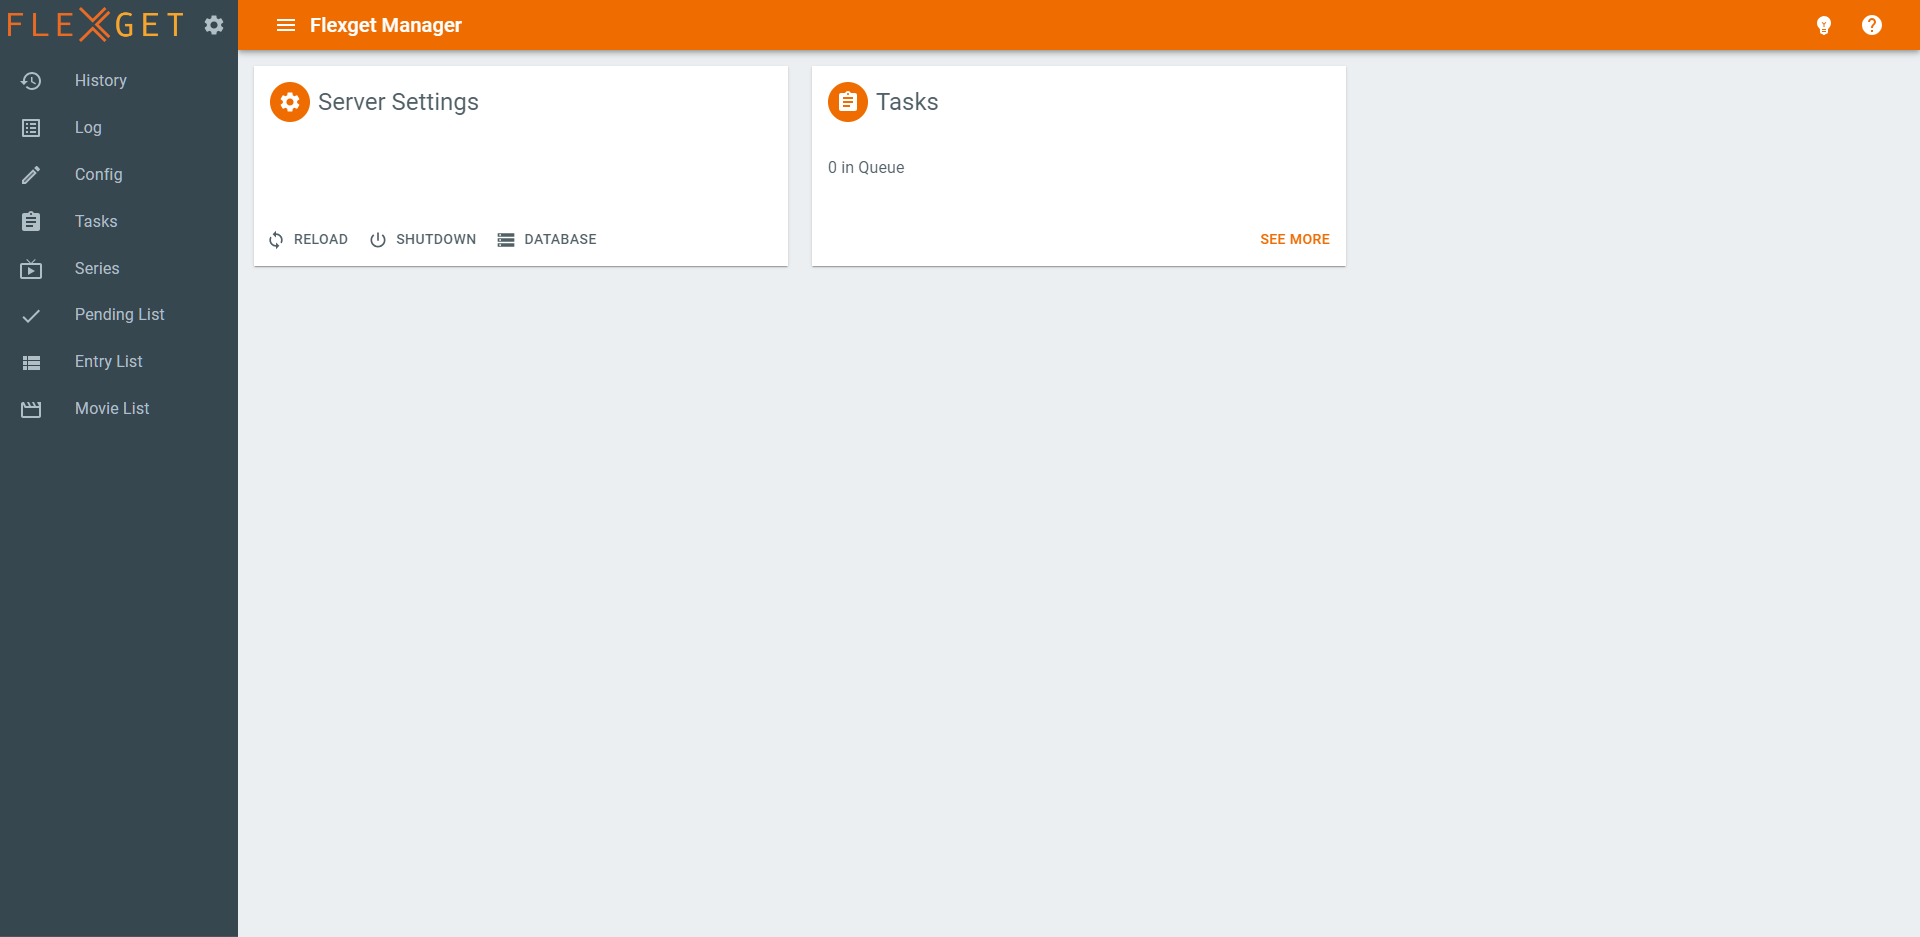 FLEXGET
Flexget Manager
History
Log
Config
Tasks
Series
Pending List
Entry List
Movie List
Server Settings
RELOAD
SHUTDOWN
DATABASE
Tasks
0 in Queue
SEE MORE